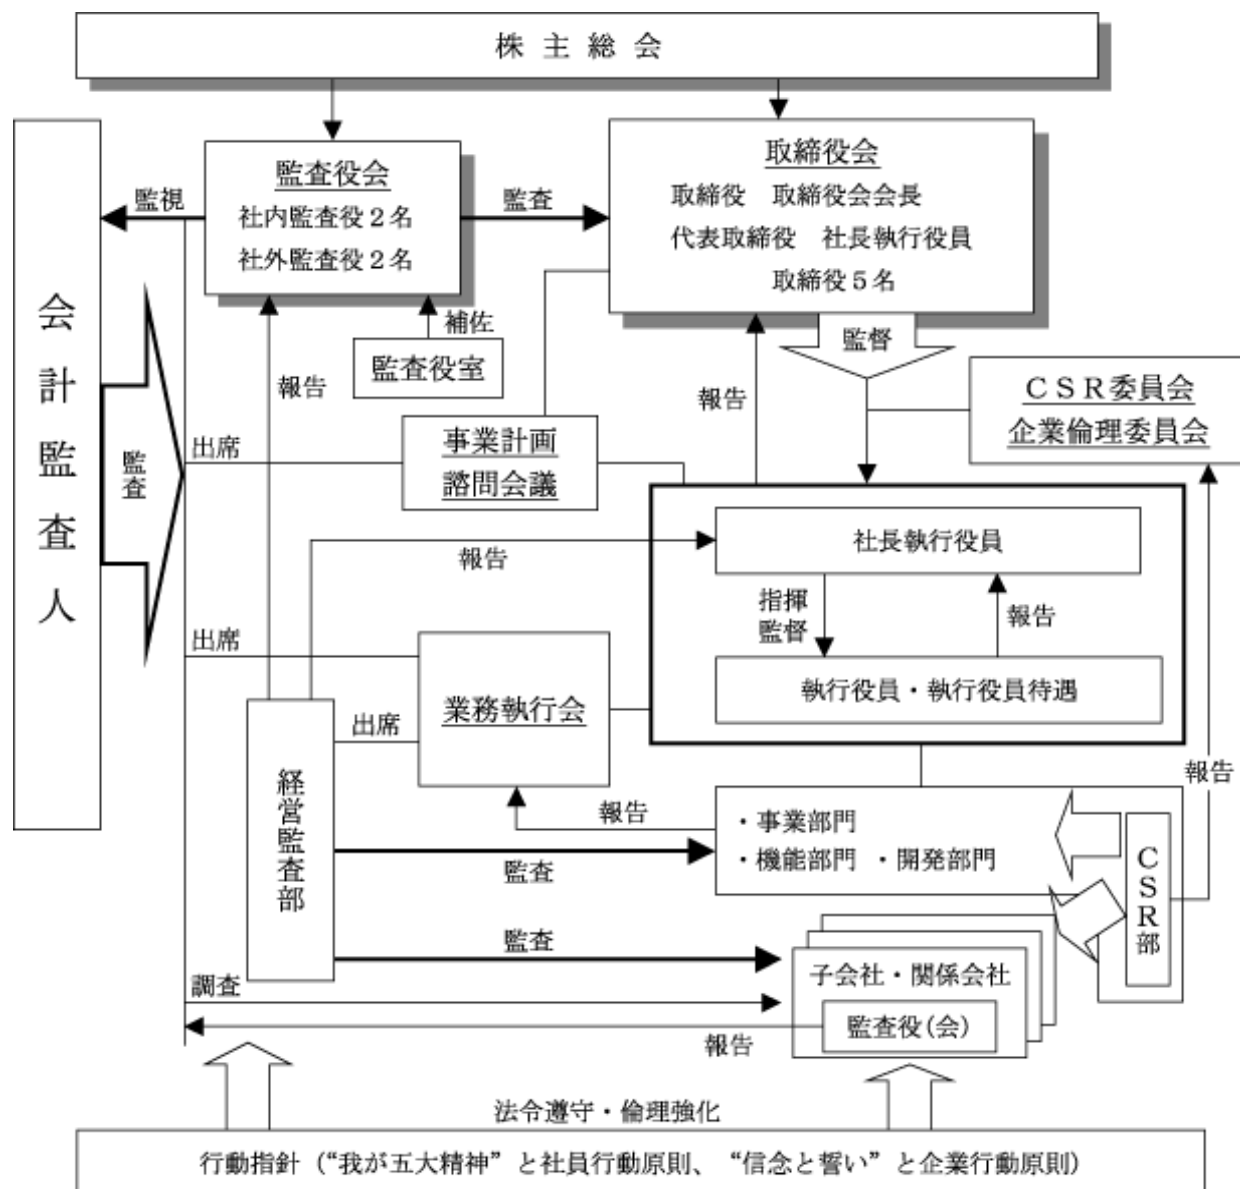 株主総会
監査役会
社内監査役２名
社外監査役２名
取締役会
取締役　取締役会会長
代表取締役　社長執行役員
取締役５名
監視
監査
会計監査人
監査
補佐
監査役室
報告
監督
報告
ＣＳＲ委員会
企業倫理委員会
出席
事業計画
諮問会議
報告
社長執行役員
指揮
監督
報告
執行役員・執行役員待遇
出席
業務執行会
出席
経営監査部
報告
報告
・事業部門
・機能部門　・開発部門
監査
ＣＳＲ部
監査
子会社・関係会社
監査役(会)
調査
報告
法令遵守・倫理強化
行動指針（“我が五大精神”と社員行動原則、“信念と誓い”と企業行動原則）